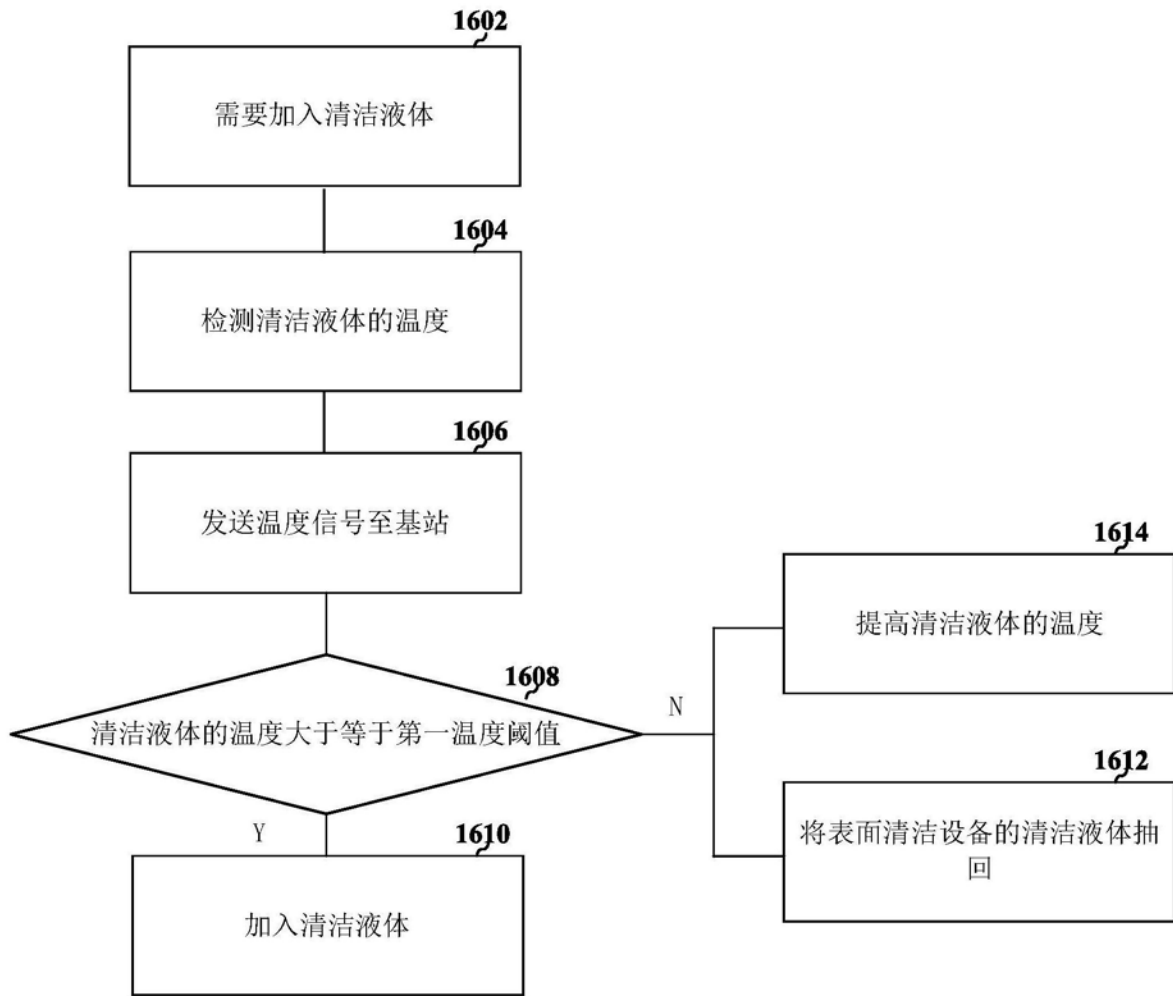 1602
需要加入清洁液体
1604
检测清洁液体的温度
1606
发送温度信号至基站
1608
清洁液体的温度大于等于第一温度阈值
N
Y
1610
加入清洁液体
1614
提高清洁液体的温度
1612
将表面清洁设备的清洁液体抽
回